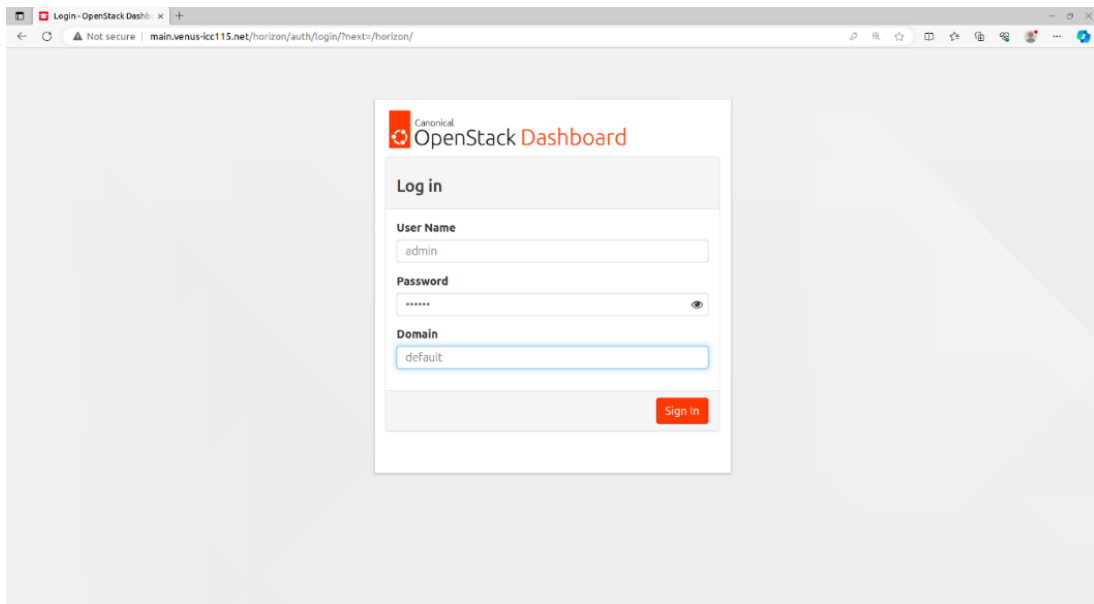 Login - OpenStack Dashb
Not secure | main.venus-icc115.net/horizon/auth/login/?next=/horizon/
Canonical
OpenStack Dashboard
Log in
User Name
admin
Password
••••••
Domain
default
Sign In